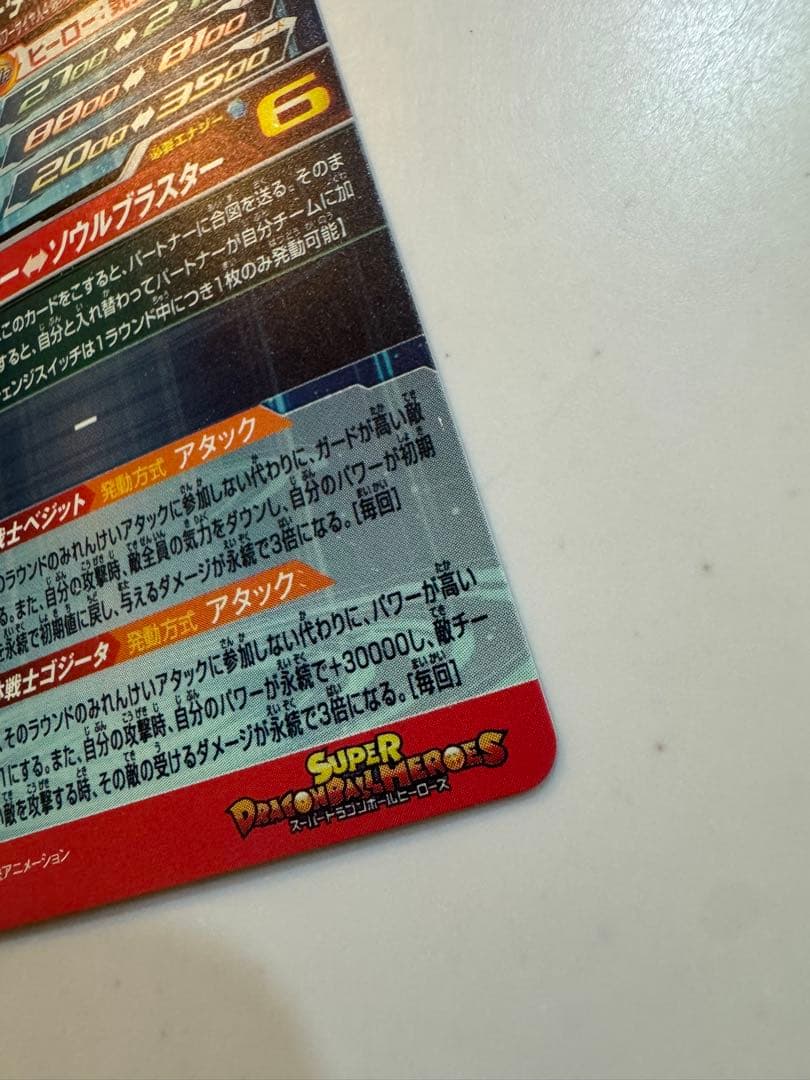 ヒーロー
2700⇔27
8800⇔8100
2000⇔3500
カード
必要エナジー 6
ー⇔ソウルブラスター
このカードをこすると、パートナーに合図を送る。そのま
すると、自分と入れ替わってパートナーが自分チームに加
ェンジスイッチは1ラウンド中につき1枚のみ発動可能】
ー
戦士ベジット 発動方式 アタック
のラウンドのみれんけいアタックに参加しない代わりに、ガードが高い敵
る。また、自分の攻撃時、敵全員の気力をダウンし、自分のパワーが初期
を永続で初期値に戻し、与えるダメージが永続で3倍になる。[毎回]
体戦士ゴジータ 発動方式 アタック
、そのラウンドのみれんけいアタックに参加しない代わりに、パワーが高い
1にする。また、自分の攻撃時、自分のパワーが永続で+30000し、敵チー
い敵を攻撃する時、その敵の受けるダメージが永続で3倍になる。[毎回]
SUPER
DRAGONBALL HEROES
スーパードラゴンボールヒーローズ
アニメーション